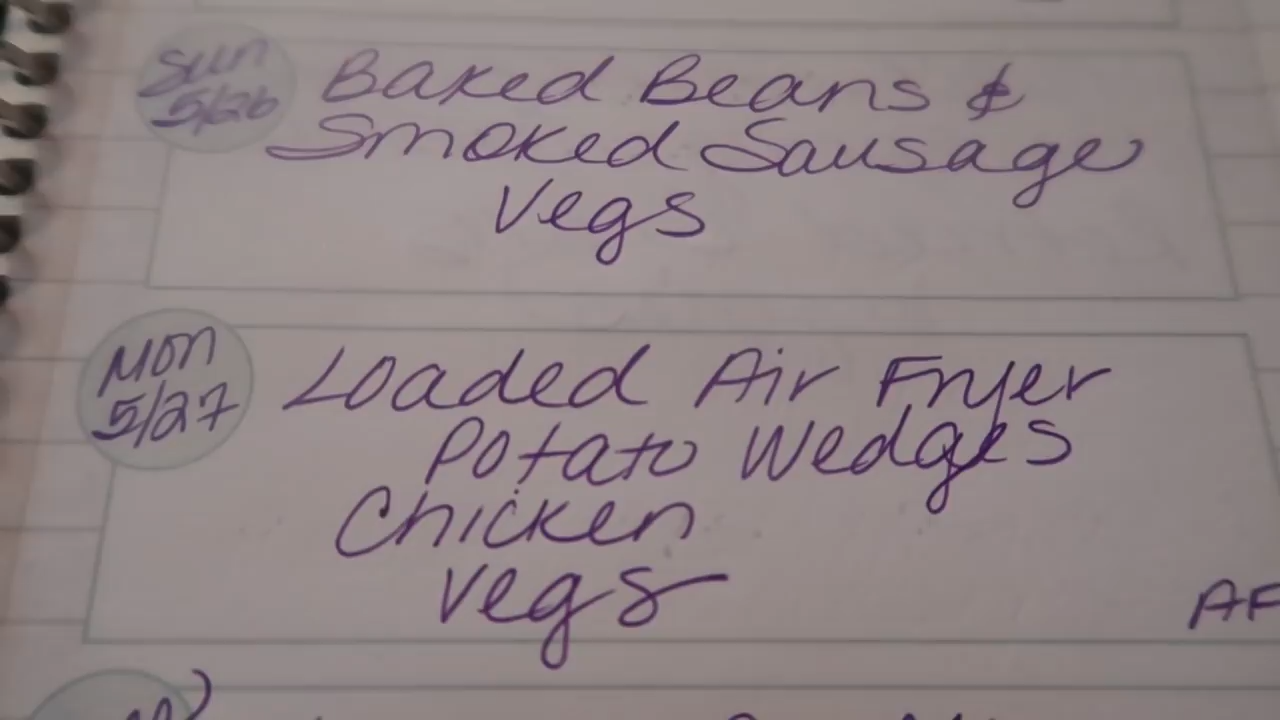 Sun
5/26
Baked Beans &
Smoked Sausage
Vegs
Mon
5/27
Loaded Air Fryer
Potato Wedges
Chicken
Vegs
AF